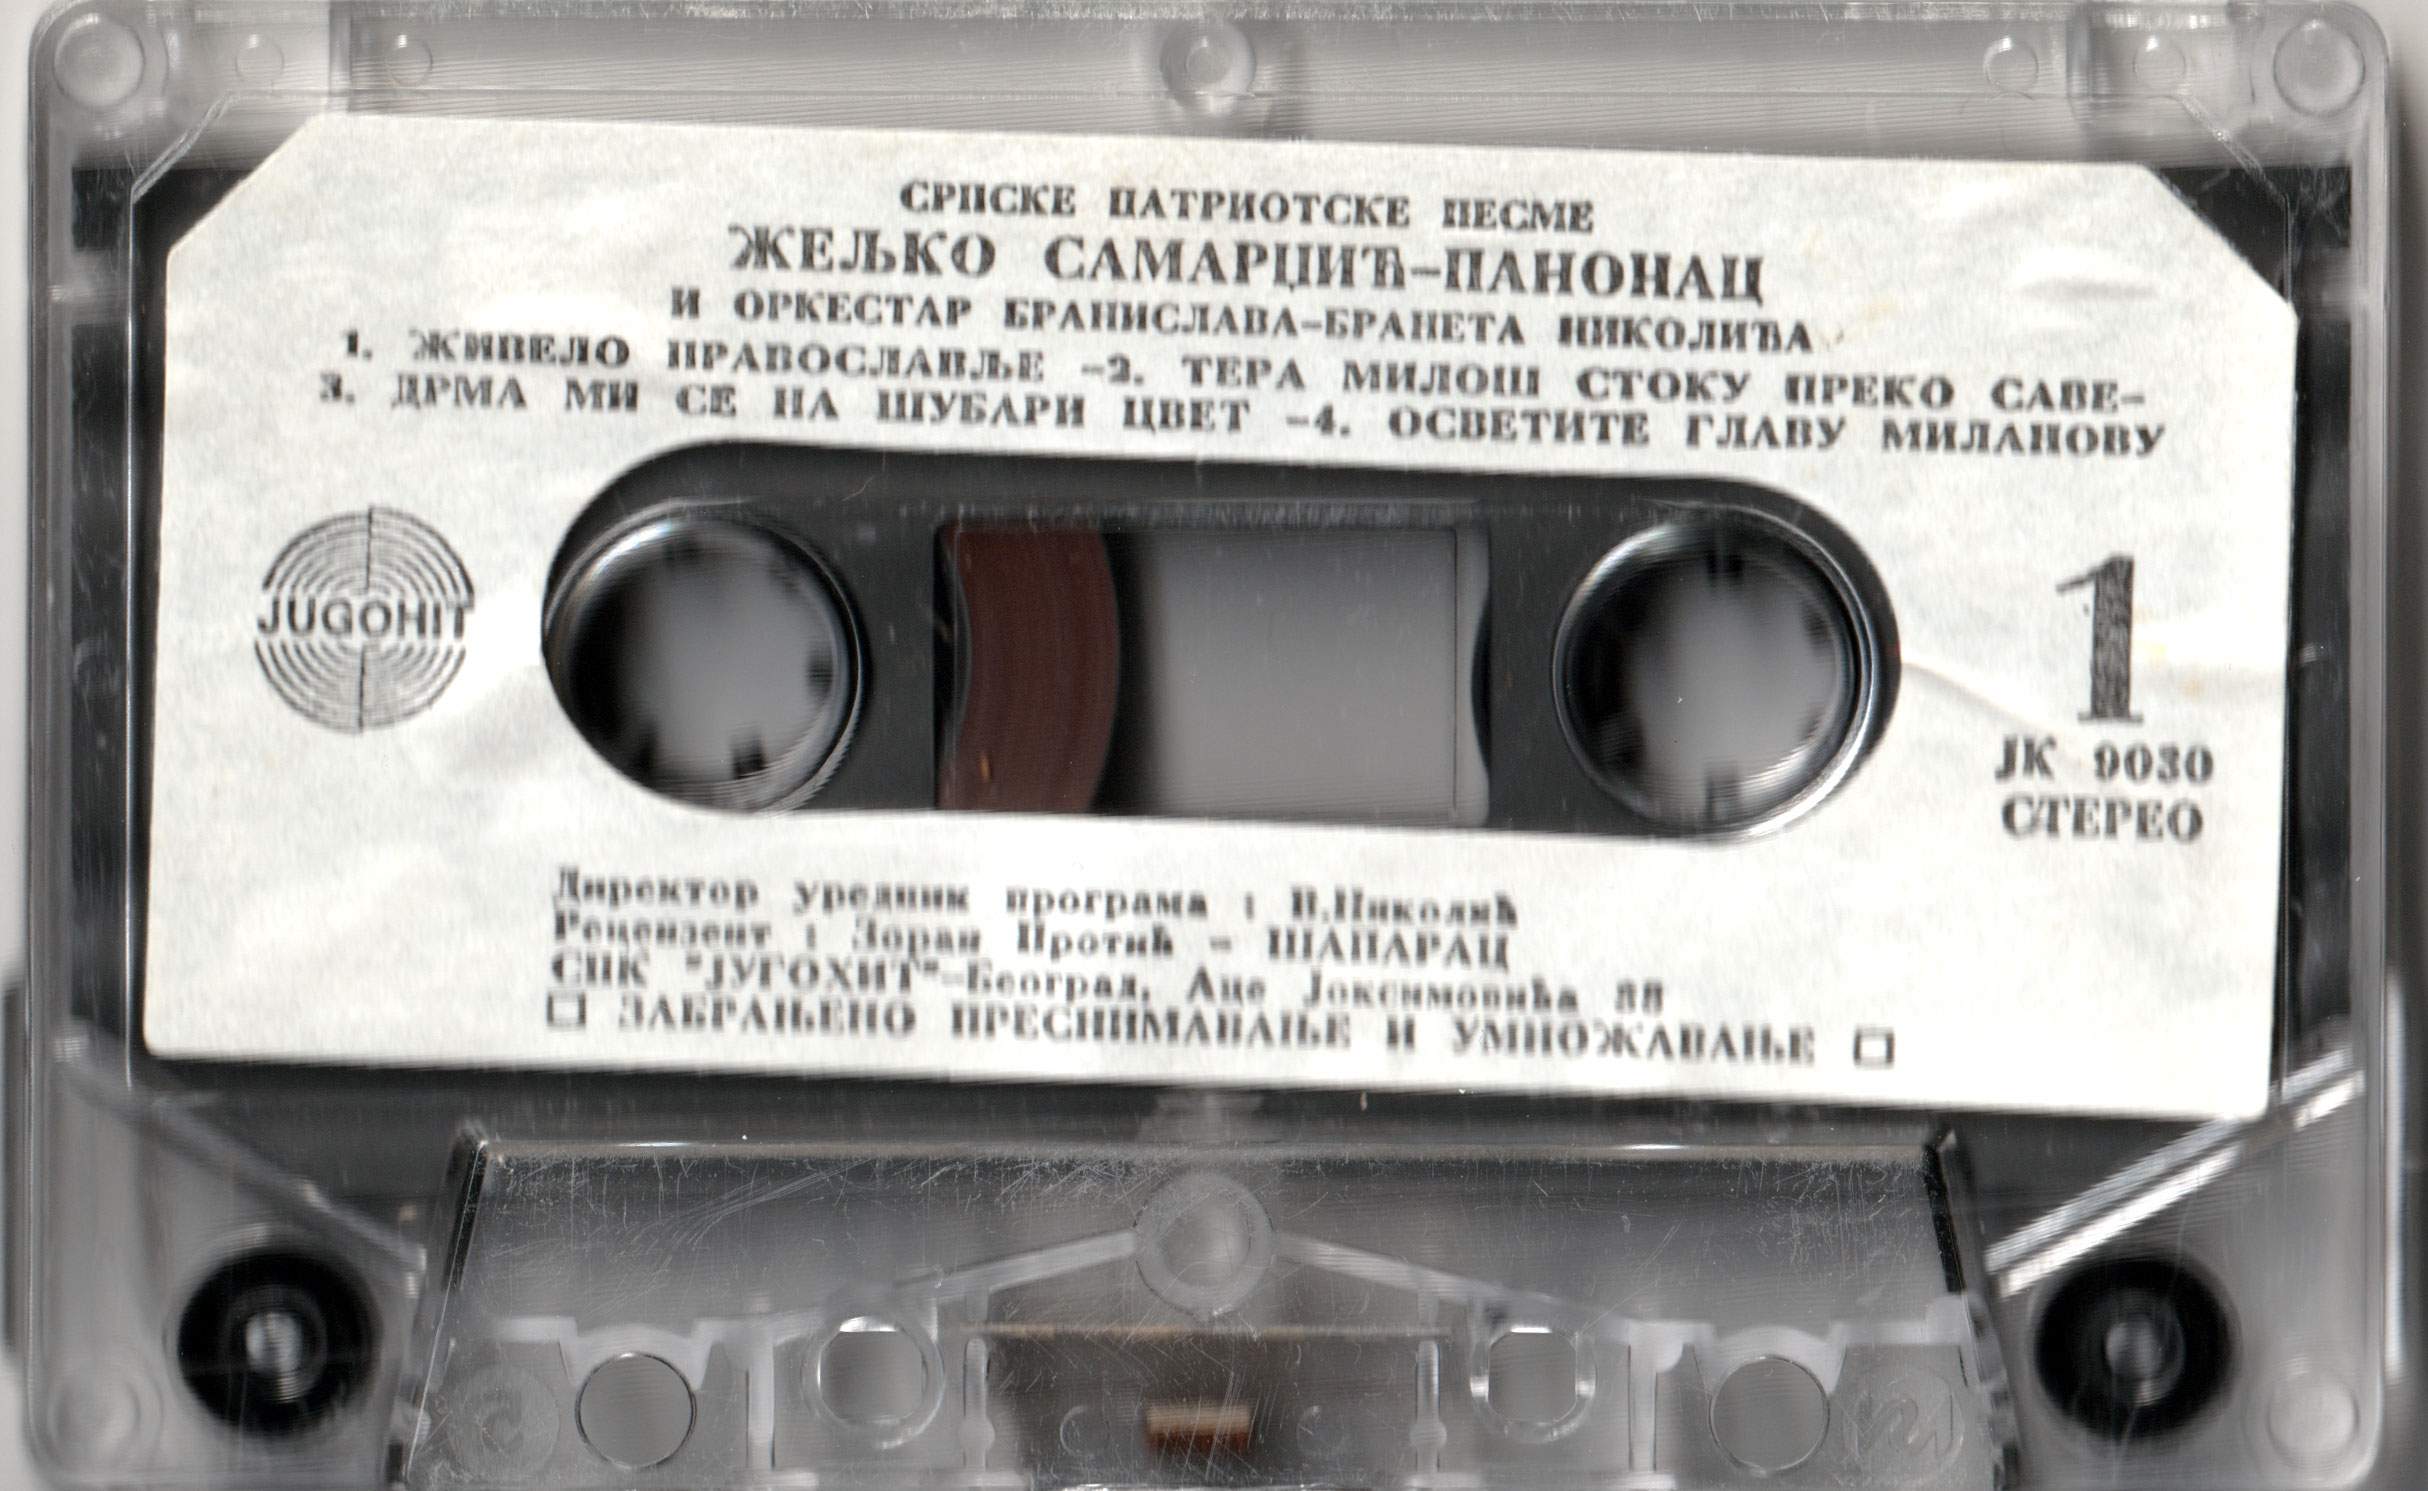 СРПСКЕ ПАТРИОТСКЕ ПЕСМЕ
ЖЕЉКО САМАРЏИЋ-ПАНОНАЦ
И ОРКЕСТАР БРАНИСЛАВА-БРАНЕТА НИКОЛИЋА
1. ЖИВЕЛО ПРАВОСЛАВЉЕ -2. ТЕРА МИЛОШ СТОКУ ПРЕКО САВЕ-
3. ДРМА МИ СЕ НА ШУБАРИ ЦВЕТ -4. ОСВЕТИТЕ ГЛАВУ МИЛАНОВУ
JUGOHIT
1
ЈК 9030
СТЕРЕО
Директор уредник програма : В.Николић
Рецензент : Зоран Протић - ШАПАРАЦ
СПК "ЈУГОХИТ"-Београд, Аце Јоксимовића 88
ЗАБРАЊЕНО ПРЕСНИМАВАЊЕ И УМНОЖАВАЊЕ